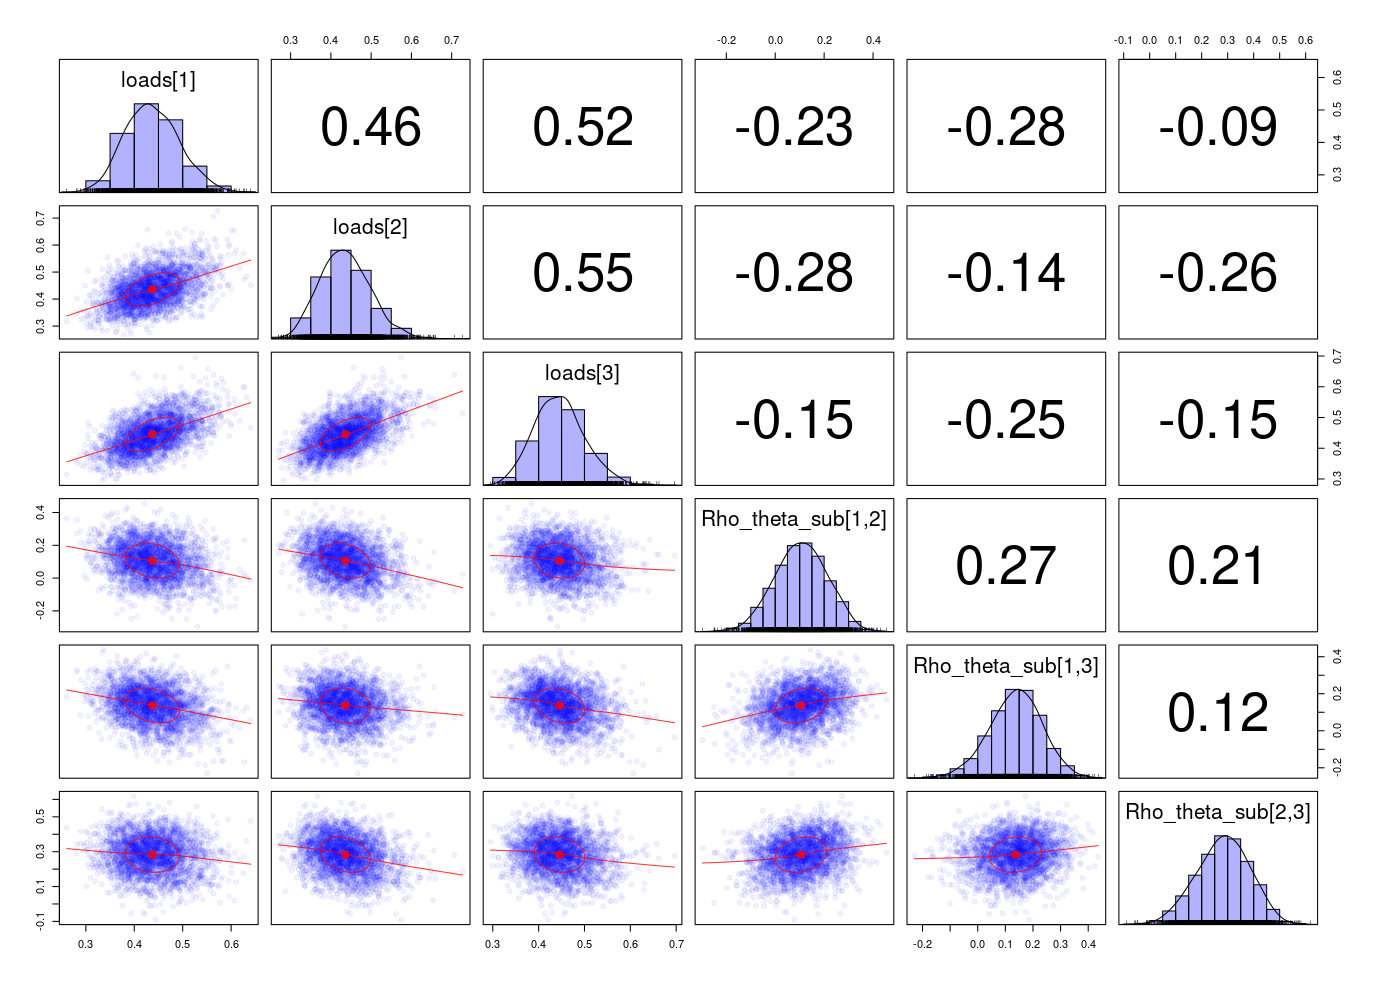 0.3 0.4 0.5 0.6 0.7 -0.2 0.0 0.2 0.4 -0.1 0.0 0.1 0.2 0.3 0.4 0.5 0.6
loads[1] 0.46 0.52 -0.23 -0.28 -0.09 0.3 0.4 0.5 0.6
0.3 0.4 0.5 0.6 0.7 loads[2] 0.55 -0.28 -0.14 -0.26
loads[3] -0.15 -0.25 -0.15 0.3 0.4 0.5 0.6 0.7
-0.2 0.0 0.2 0.4 Rho_theta_sub[1,2] 0.27 0.21
Rho_theta_sub[1,3] 0.12 -0.2 0.0 0.2 0.4
-0.1 0.1 0.3 0.5 Rho_theta_sub[2,3]
0.3 0.4 0.5 0.6 0.3 0.4 0.5 0.6 0.7 -0.2 0.0 0.1 0.2 0.3 0.4